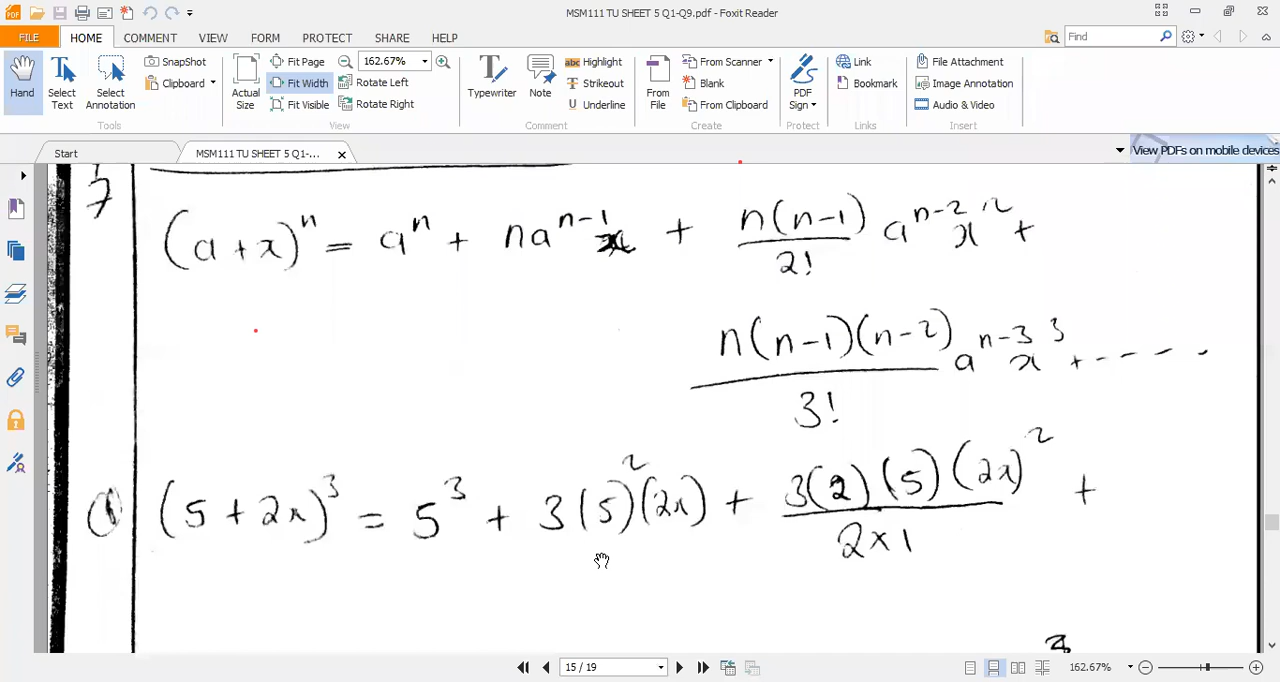 MSM111 TU SHEET 5 Q1-Q9.pdf - Foxit Reader
FILE HOME COMMENT VIEW FORM PROTECT SHARE HELP
Find
Hand
Select Text
Select Annotation
SnapShot
Clipboard
Tools
Actual Size
Fit Page
Fit Width
Fit Visible
162.67%
Rotate Left
Rotate Right
View
Typewriter
Note
Highlight
Strikeout
Underline
Comment
From File
From Scanner
Blank
From Clipboard
Create
PDF Sign
Protect
Link
Bookmark
Links
File Attachment
Image Annotation
Audio & Video
Insert
Start
MSM111 TU SHEET 5 Q1-...
View PDFs on mobile devices
7
(a+x)^n = a^n + na^{n-1}x + n(n-1)/2! a^{n-2}x^2 +
n(n-1)(n-2)/3! a^{n-3}x^3 + ----.
(5+2x)^3 = 5^3 + 3(5)^2(2x) + 3(2)(5)(2x)^2/2×1 +
15 / 19
162.67%